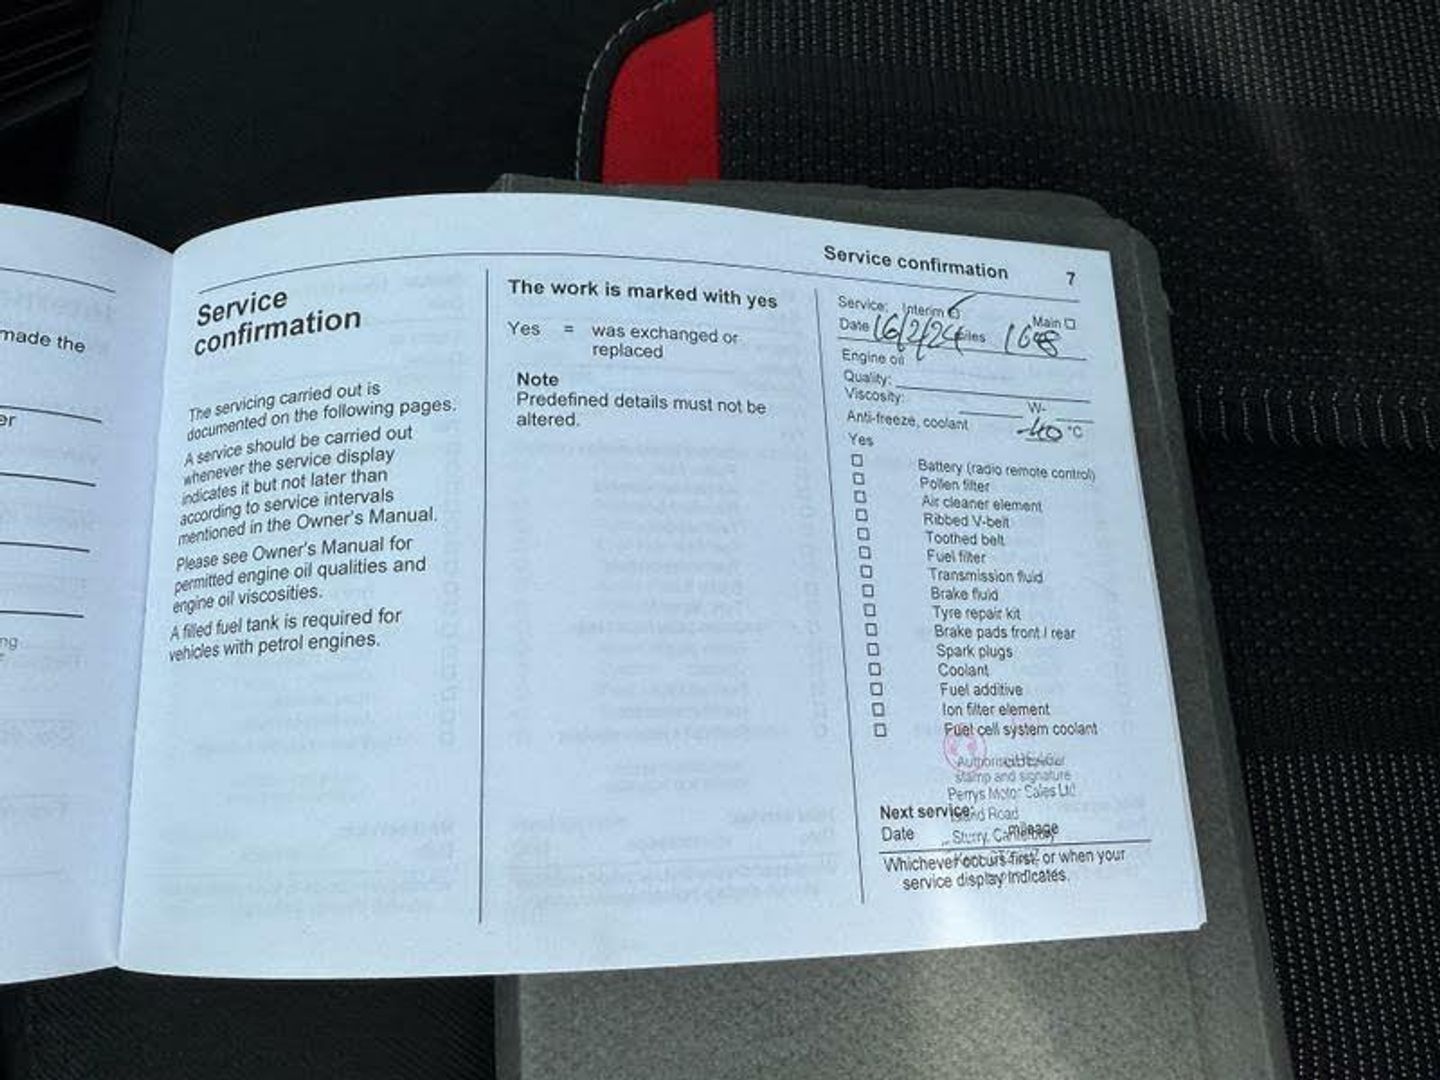 made the
er
ng
Service
confirmation
The servicing carried out is
documented on the following pages.
A service should be carried out
whenever the service display
indicates it but not later than
according to service intervals
mentioned in the Owner's Manual.
Please see Owner's Manual for
permitted engine oil qualities and
engine oil viscosities.
A filled fuel tank is required for
vehicles with petrol engines.
The work is marked with yes
Yes = was exchanged or
replaced
Note
Predefined details must not be
altered.
Service confirmation 7
Service: Interim Main
Date 16/2/24 iles
Engine oil
Quality:
Viscosity: W-
Anti-freeze, coolant -40 °C
Yes
Battery (radio remote control)
Pollen filter
Air cleaner element
Ribbed V-belt
Toothed belt
Fuel filter
Transmission fluid
Brake fluid
Tyre repair kit
Brake pads front / rear
Spark plugs
Coolant
Fuel additive
Ion filter element
Fuel cell system coolant
stamp and signature
Perrys Motor Sales Ltd
Next service: Road
Date Sturry, mileage
Whichever occurs first, or when your
service display indicates.